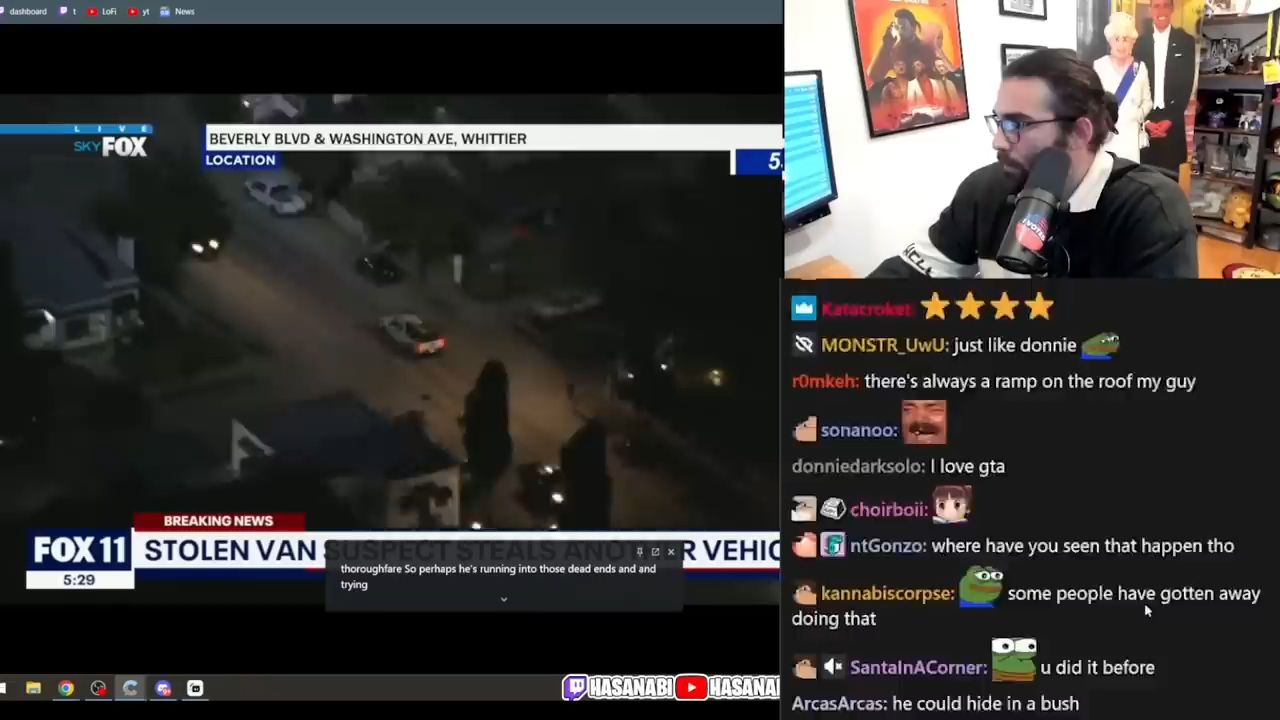 dashboard t LoFi yt News
LIVE
SKYFOX
BEVERLY BLVD & WASHINGTON AVE, WHITTIER
LOCATION
BREAKING NEWS
FOX 11
5:29
STOLEN VAN SUSPECT STEALS ANOTHER VEHIC
thoroughfare So perhaps he's running into those dead ends and and
trying
HASANABI HASANA
Katacroket:
MONSTR_UwU: just like donnie
r0mkeh: there's always a ramp on the roof my guy
sonanoo:
donniedarksolo: I love gta
choirboii:
ntGonzo: where have you seen that happen tho
kannabiscorpse: some people have gotten away
doing that
SantaInACorner: u did it before
ArcasArcas: he could hide in a bush